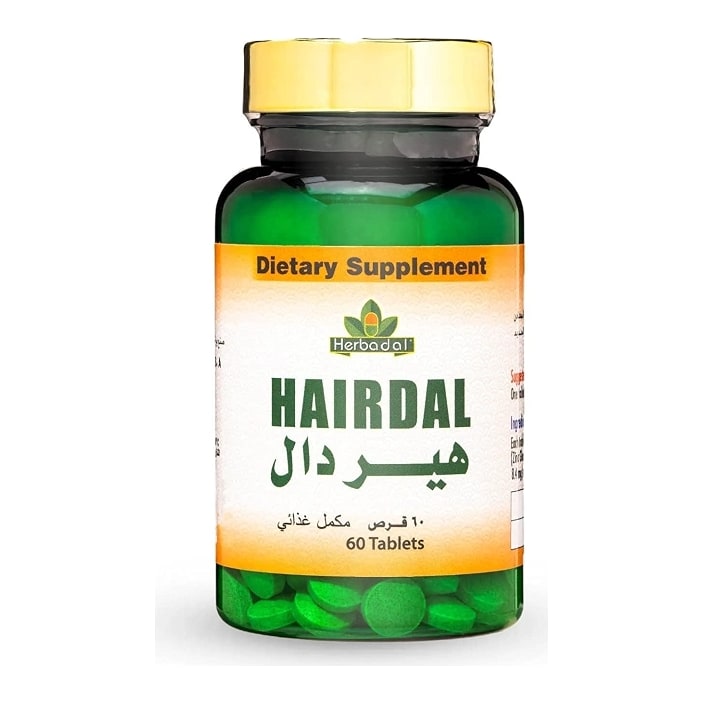 Dietary Supplement
Herbadal
HAIRDAL
هيردال
٦٠ قرص مكمل غذائي
60 Tablets